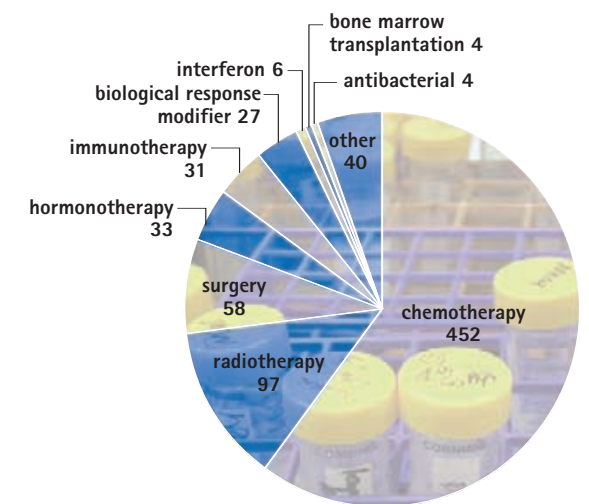 bone marrow
transplantation 4
interferon 6
antibacterial 4
biological response
modifier 27
other
40
immunotherapy
31
hormonotherapy
33
surgery
58
chemotherapy
452
radiotherapy
97